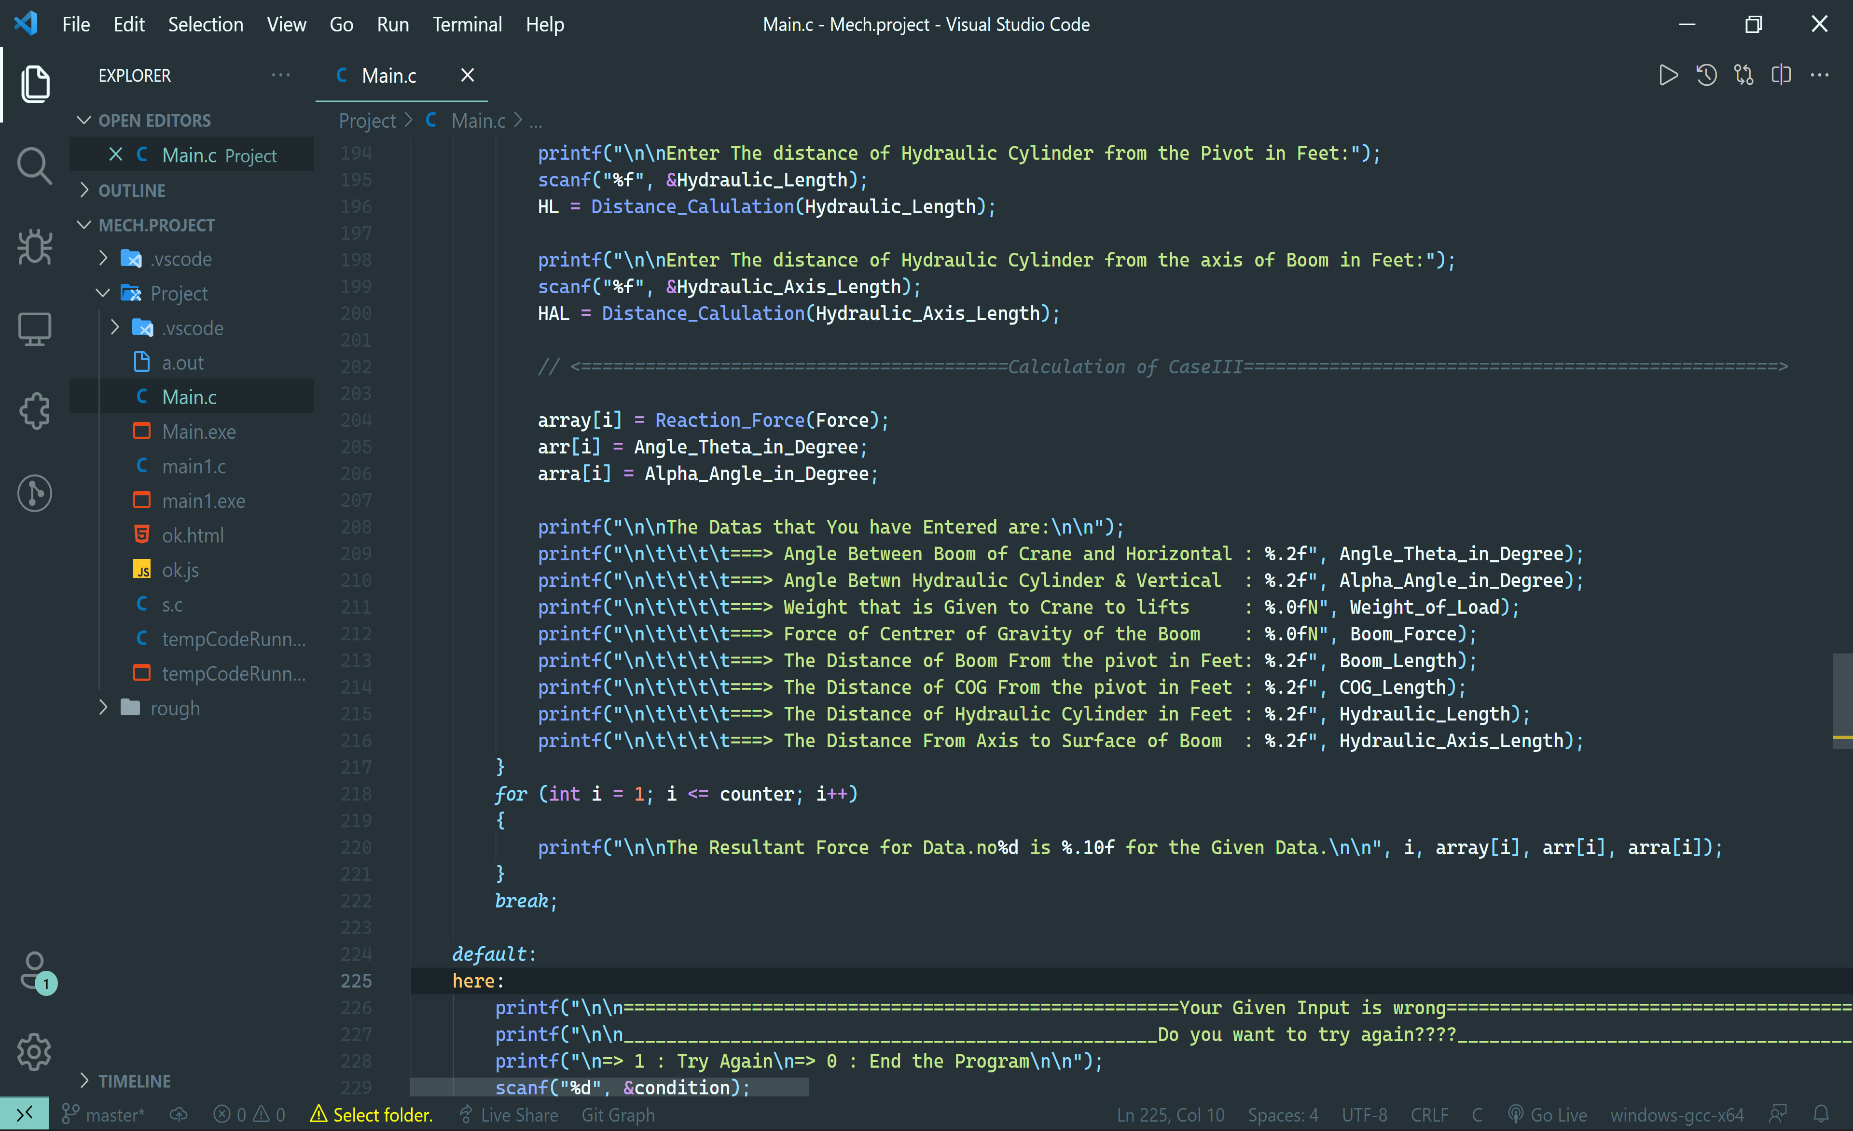 File Edit Selection View Go Run Terminal Help
Main.c - Mech.project - Visual Studio Code
EXPLORER ···
OPEN EDITORS
C Main.c Project
OUTLINE
MECH.PROJECT
.vscode
Project
.vscode
a.out
C Main.c
Main.exe
C main1.c
main1.exe
ok.html
JS ok.js
C s.c
C tempCodeRunn...
tempCodeRunn...
rough
TIMELINE
1
C Main.c
Project > C Main.c > ...
194 printf("\n\nEnter The distance of Hydraulic Cylinder from the Pivot in Feet:");
195 scanf("%f", &Hydraulic_Length);
196 HL = Distance_Calulation(Hydraulic_Length);
197
198 printf("\n\nEnter The distance of Hydraulic Cylinder from the axis of Boom in Feet:");
199 scanf("%f", &Hydraulic_Axis_Length);
200 HAL = Distance_Calulation(Hydraulic_Axis_Length);
201
202 // <========================================Calculation of CaseIII==================================================>
203
204 array[i] = Reaction_Force(Force);
205 arr[i] = Angle_Theta_in_Degree;
206 arra[i] = Alpha_Angle_in_Degree;
207
208 printf("\n\nThe Datas that You have Entered are:\n\n");
209 printf("\n\t\t\t\t===> Angle Between Boom of Crane and Horizontal : %.2f", Angle_Theta_in_Degree);
210 printf("\n\t\t\t\t===> Angle Betwn Hydraulic Cylinder & Vertical  : %.2f", Alpha_Angle_in_Degree);
211 printf("\n\t\t\t\t===> Weight that is Given to Crane to lifts     : %.0fN", Weight_of_Load);
212 printf("\n\t\t\t\t===> Force of Centrer of Gravity of the Boom    : %.0fN", Boom_Force);
213 printf("\n\t\t\t\t===> The Distance of Boom From the pivot in Feet: %.2f", Boom_Length);
214 printf("\n\t\t\t\t===> The Distance of COG From the pivot in Feet : %.2f", COG_Length);
215 printf("\n\t\t\t\t===> The Distance of Hydraulic Cylinder in Feet : %.2f", Hydraulic_Length);
216 printf("\n\t\t\t\t===> The Distance From Axis to Surface of Boom  : %.2f", Hydraulic_Axis_Length);
217 }
218 for (int i = 1; i <= counter; i++)
219 {
220 printf("\n\nThe Resultant Force for Data.no%d is %.10f for the Given Data.\n\n", i, array[i], arr[i], arra[i]);
221 }
222 break;
223
224 default:
225 here:
226 printf("\n\n====================================================Your Given Input is wrong======================================
227 printf("\n\n__________________________________________________Do you want to try again????_____________________________________
228 printf("\n=> 1 : Try Again\n=> 0 : End the Program\n\n");
229 scanf("%d", &condition);
master* 0 0 Select folder. Live Share Git Graph Ln 225, Col 10 Spaces: 4 UTF-8 CRLF C Go Live windows-gcc-x64